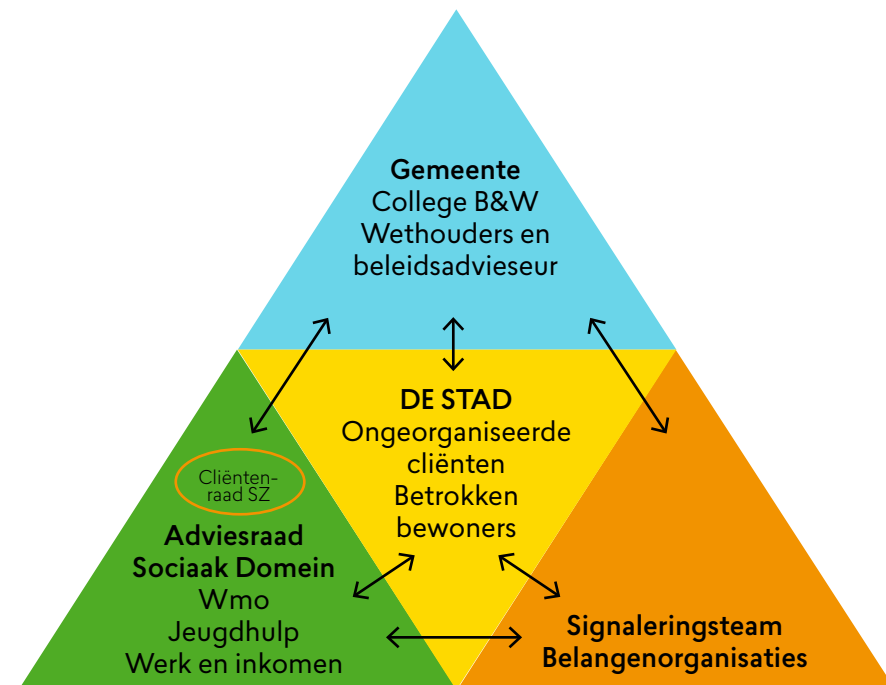 Gemeente
College B&W
Wethouders en
beleidsadvieseur
DE STAD
Ongeorganiseerde
cliënten
Betrokken
bewoners
Cliënten-
raad SZ
Adviesraad
Sociaak Domein
Wmo
Jeugdhulp
Werk en inkomen
Signaleringsteam
Belangenorganisaties